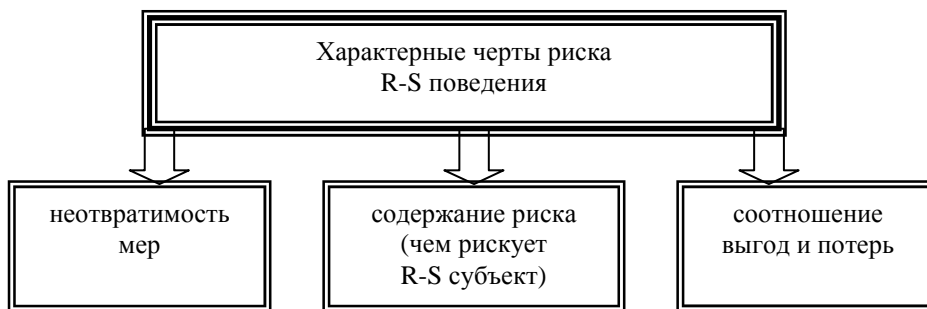 Характерные черты риска
R-S поведения
неотвратимость
мер
содержание риска
(чем рискует
R-S субъект)
соотношение
выгод и потерь